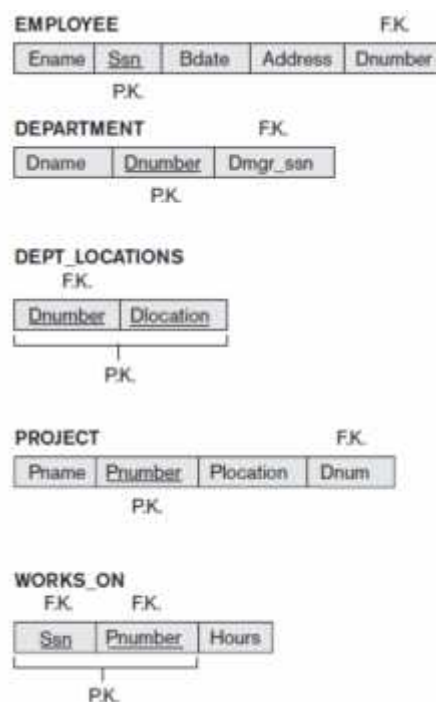 EMPLOYEE F.K.
Ename Ssn Bdate Address Dnumber
P.K.
DEPARTMENT F.K.
Dname Dnumber Dmgr_ssn
P.K.
DEPT_LOCATIONS
F.K.
Dnumber Dlocation
P.K.
PROJECT F.K.
Pname Pnumber Plocation Dnum
P.K.
WORKS_ON
F.K. F.K.
Ssn Pnumber Hours
P.K.